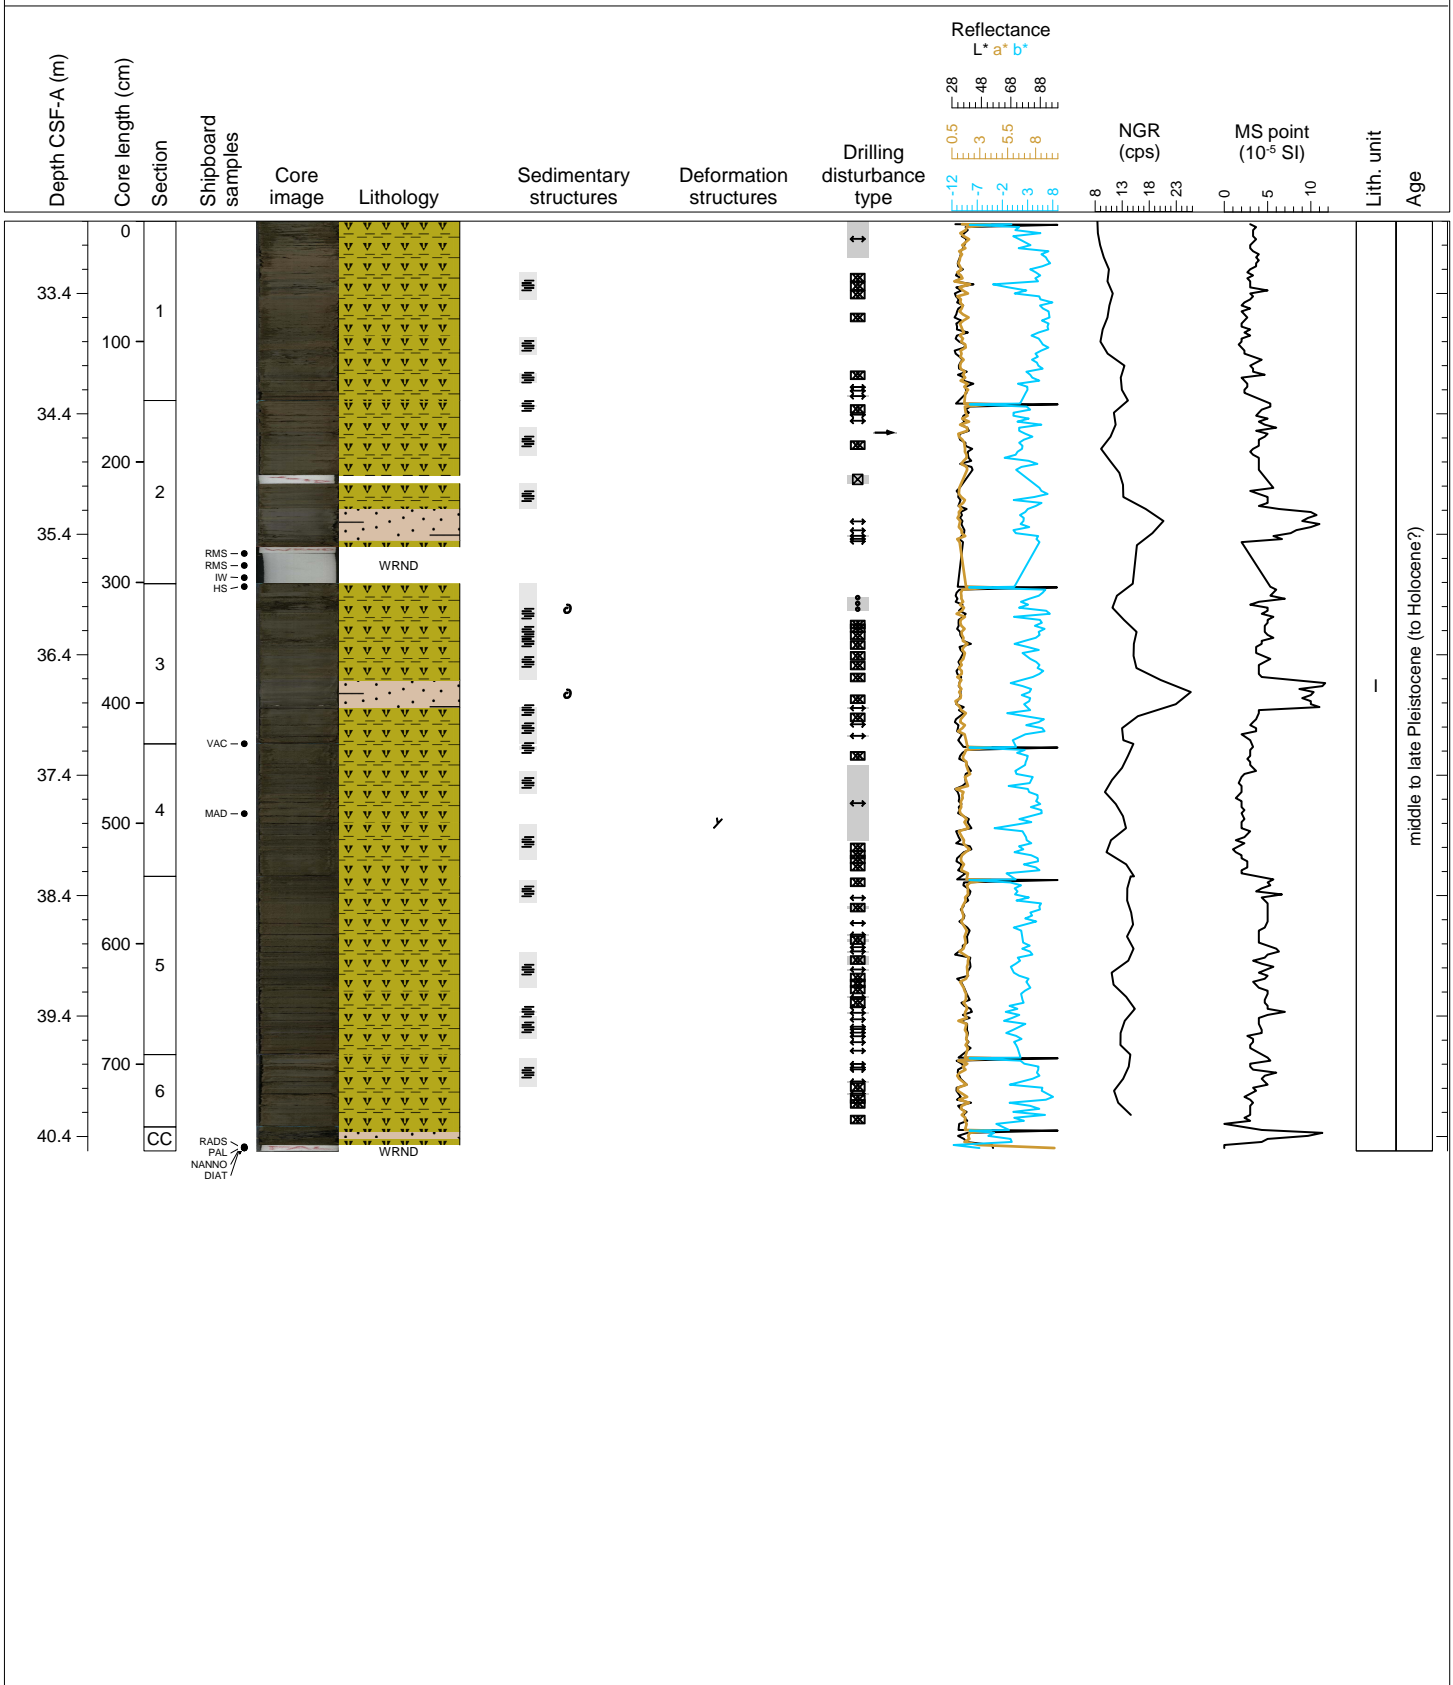 Reflectance
L* a* b*
28 48 68 88
0.5 3 5.5 8
-12 -7 -2 3 8
Depth CSF-A (m)
Core length (cm)
Section
Shipboard
samples
Core
image
Lithology
Sedimentary
structures
Deformation
structures
Drilling
disturbance
type
NGR
(cps)
8 13 18 23
MS point
(10-5 SI)
0 5 10
Lith. unit
Age
0
33.4
1
100
34.4
200
2
35.4
RMS
RMS
WRND
IW
300
HS
36.4
3
I
400
VAC
37.4
4
MAD
500
38.4
600
5
39.4
700
6
40.4
CC
RADS
PAL
WRND
NANNO
DIAT
middle to late Pleistocene (to Holocene?)